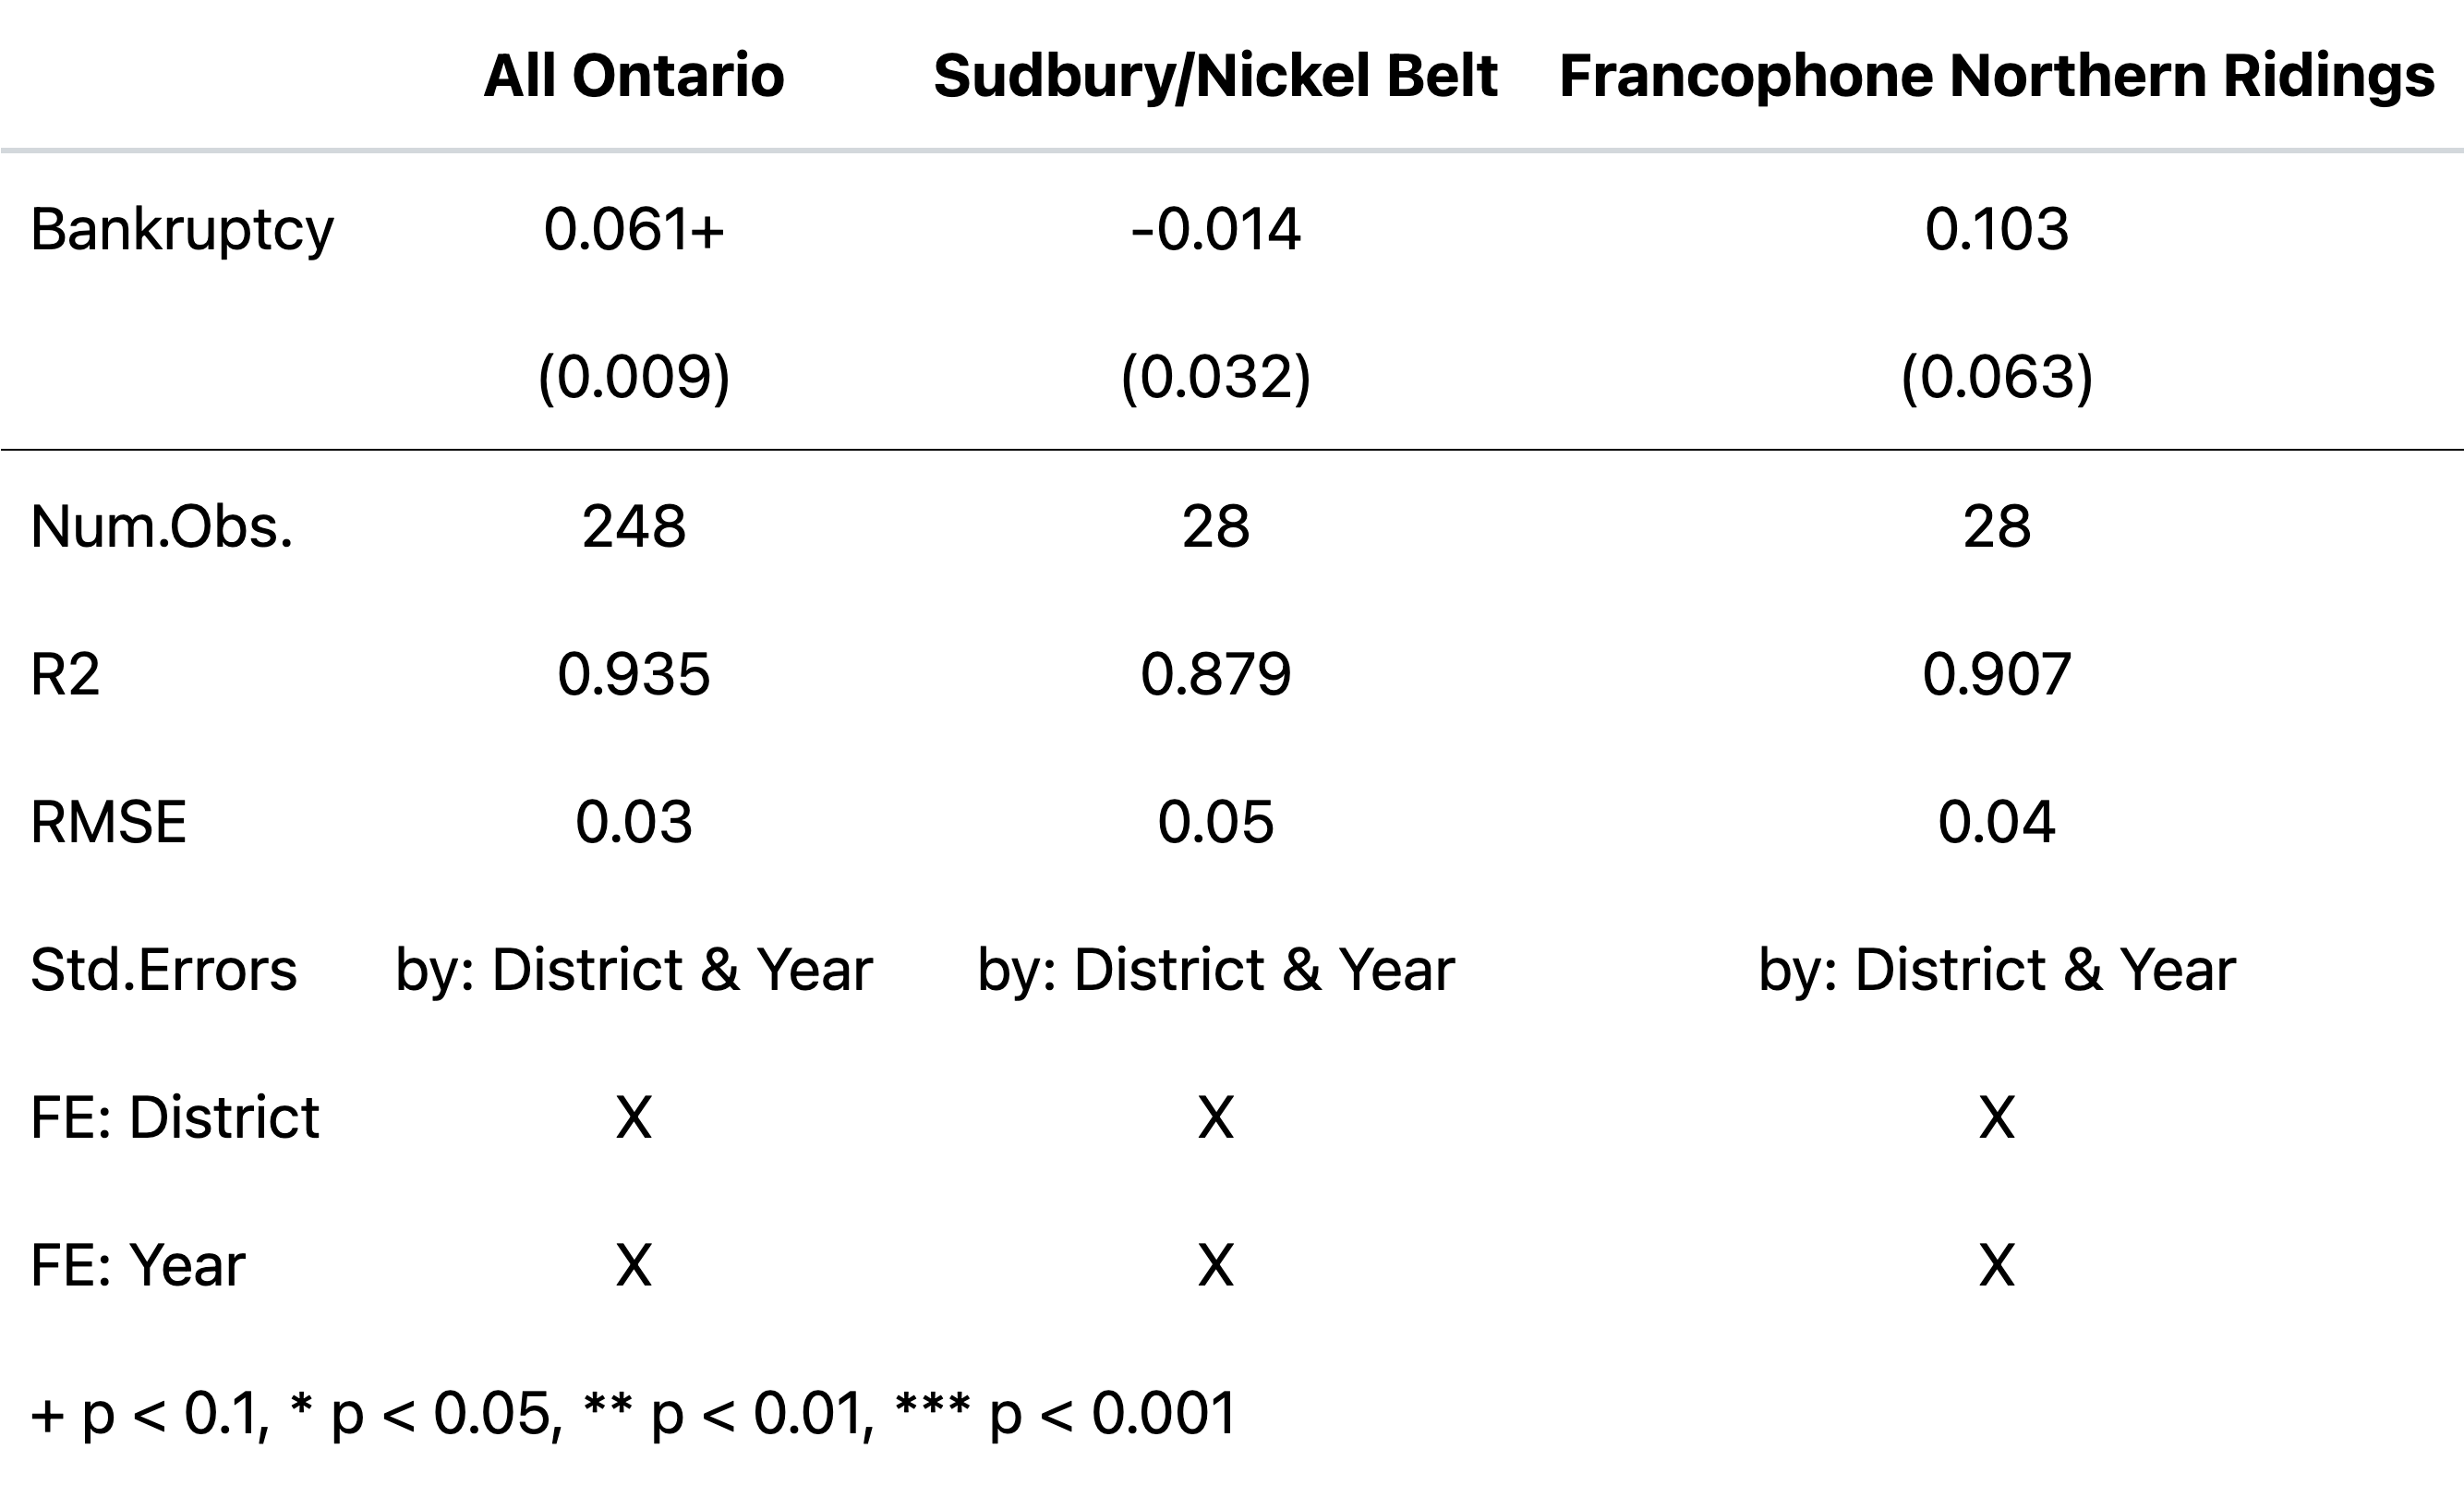 All Ontario Sudbury/Nickel Belt Francophone Northern Ridings
Bankruptcy 0.061+ -0.014 0.103
(0.009) (0.032) (0.063)
Num.Obs. 248 28 28
R2 0.935 0.879 0.907
RMSE 0.03 0.05 0.04
Std.Errors by: District & Year by: District & Year by: District & Year
FE: District X X X
FE: Year X X X
+ p < 0.1, * p < 0.05, ** p < 0.01, *** p < 0.001